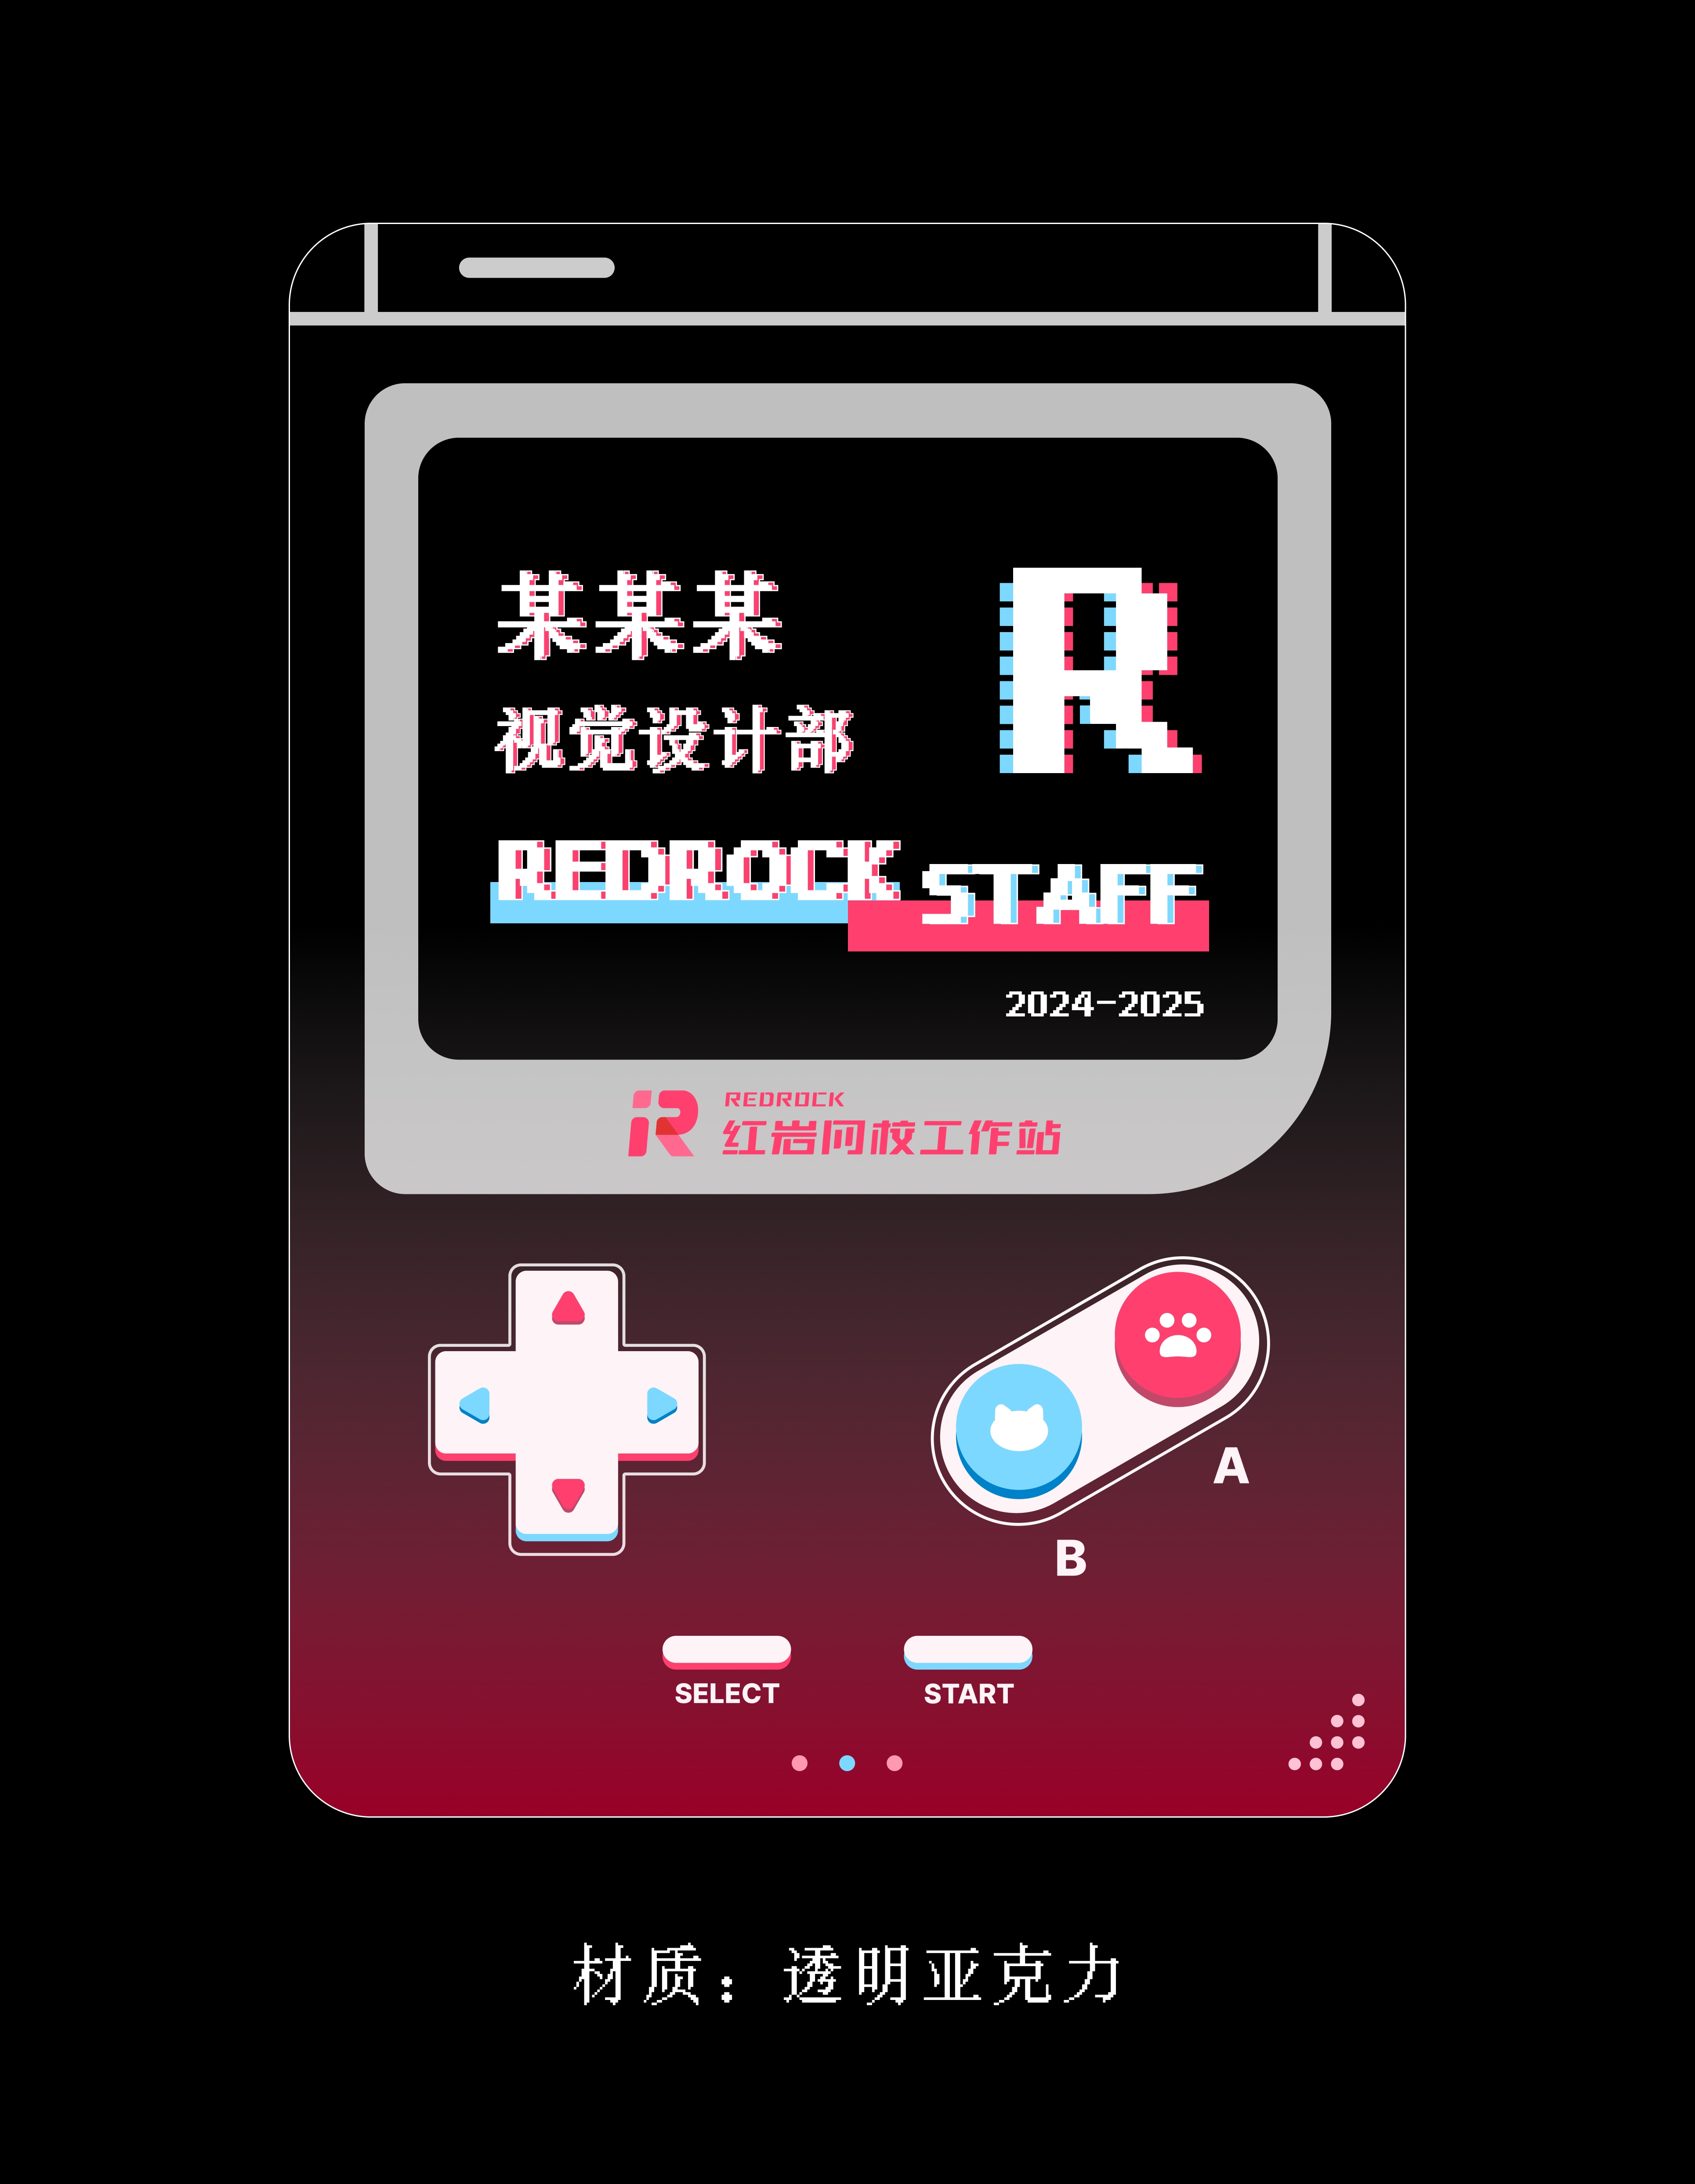 某某某
R
视觉设计部
REDROCK STAFF
2024-2025
REDROCK
红岩网校工作站
A
B
SELECT START
材质：透明亚克力